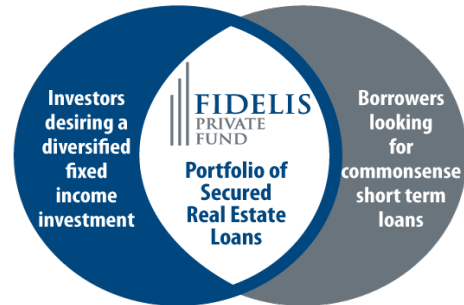 Investors
desiring a
diversified
fixed
income
investment
FIDELIS
PRIVATE
FUND
Portfolio of
Secured
Real Estate
Loans
Borrowers
looking
for
commonsense
short term
loans